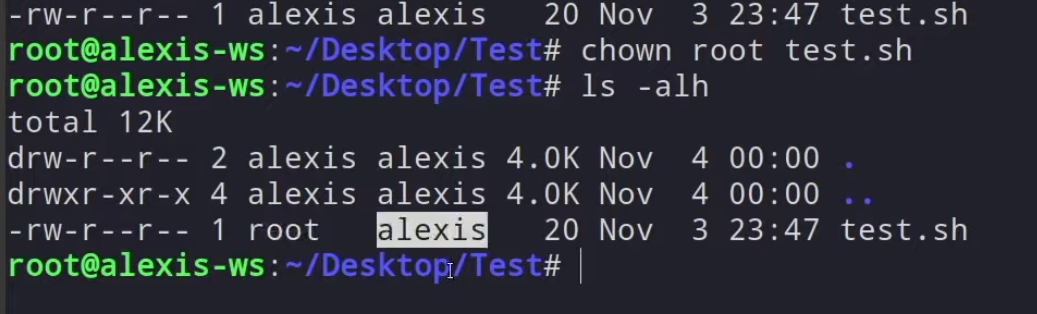 -rw-r--r-- 1 alexis alexis   20 Nov  3 23:47 test.sh
root@alexis-ws:~/Desktop/Test# chown root test.sh
root@alexis-ws:~/Desktop/Test# ls -alh
total 12K
drw-r--r-- 2 alexis alexis 4.0K Nov  4 00:00 .
drwxr-xr-x 4 alexis alexis 4.0K Nov  4 00:00 ..
-rw-r--r-- 1 root   alexis   20 Nov  3 23:47 test.sh
root@alexis-ws:~/Desktop/Test#